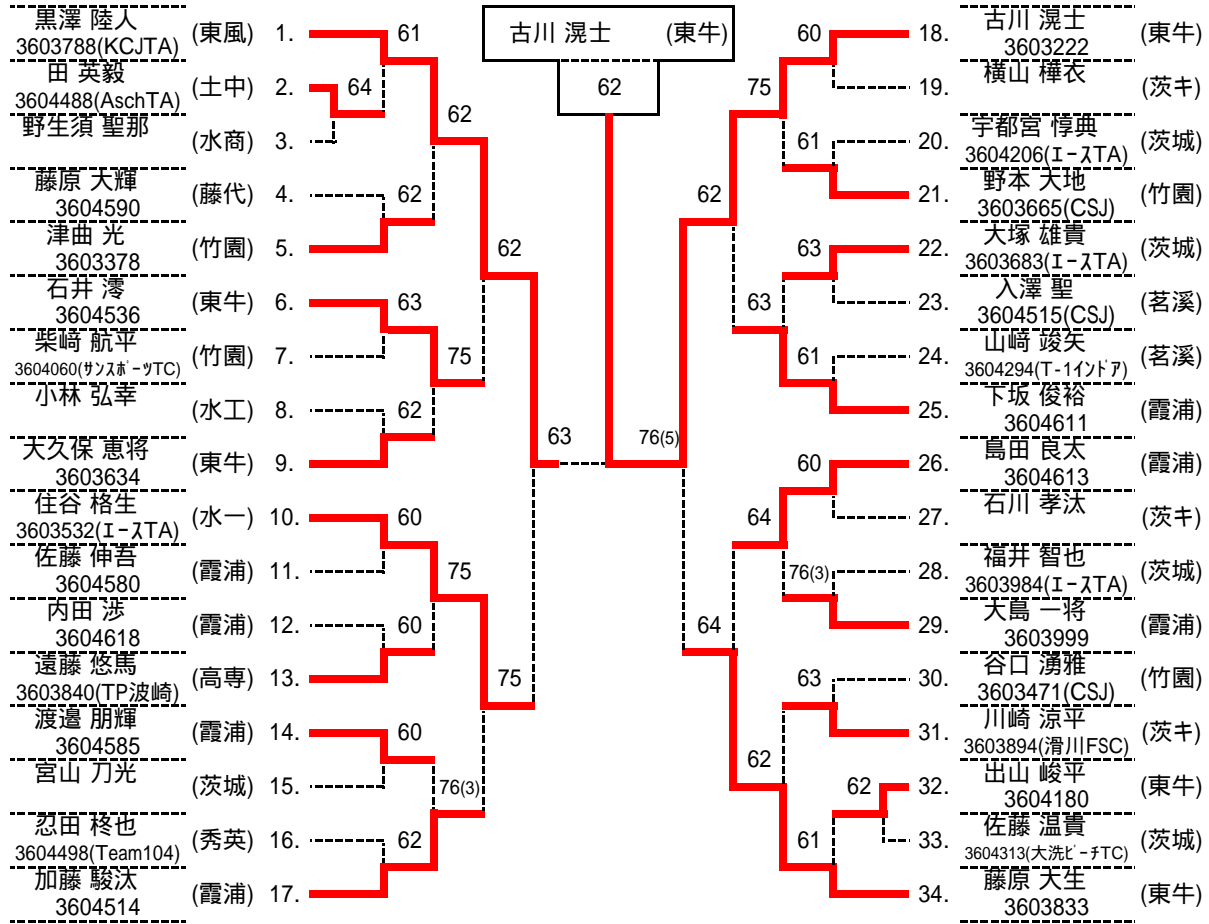 古川 滉士 (東牛)
62
黒澤 陸人
3603788(KCJTA)
(東風) 1.
61
田 英毅
3604488(AschTA)
(土中) 2.
64
62
野生須 聖那
(水商) 3.
藤原 大輝
3604590
(藤代) 4.
62
津曲 光
3603378
(竹園) 5.
62
石井 澪
3604536
(東牛) 6.
63
柴﨑 航平
3604060(サンスポーツTC)
(竹園) 7.
75
小林 弘幸
(水工) 8.
62
大久保 恵将
3603634
(東牛) 9.
63
住谷 格生
3603532(エースTA)
(水一) 10.
60
佐藤 伸吾
3604580
(霞浦) 11.
75
内田 渉
3604618
(霞浦) 12.
60
遠藤 悠馬
3603840(TP波崎)
(高専) 13.
75
渡邉 朋輝
3604585
(霞浦) 14.
60
宮山 刀光
(茨城) 15.
76(3)
忍田 柊也
3604498(Team104)
(秀英) 16.
62
加藤 駿汰
3604514
(霞浦) 17.
60
18.
古川 滉士
3603222
(東牛)
75
19.
横山 樺衣
(茨キ)
61
20.
宇都宮 惇典
3604206(エースTA)
(茨城)
62
21.
野本 大地
3603665(CSJ)
(竹園)
63
22.
大塚 雄貴
3603683(エースTA)
(茨城)
63
23.
入澤 聖
3604515(CSJ)
(茗溪)
61
24.
山﨑 竣矢
3604294(T-1インドア)
(茗溪)
25.
下坂 俊裕
3604611
(霞浦)
76(5)
60
26.
島田 良太
3604613
(霞浦)
64
27.
石川 孝汰
(茨キ)
76(3)
28.
福井 智也
3603984(エースTA)
(茨城)
64
29.
大島 一将
3603999
(霞浦)
63
30.
谷口 湧雅
3603471(CSJ)
(竹園)
31.
川崎 涼平
3603894(滑川FSC)
(茨キ)
62
62
32.
出山 峻平
3604180
(東牛)
61
33.
佐藤 温貴
3604313(大洗ビーチTC)
(茨城)
34.
藤原 大生
3603833
(東牛)